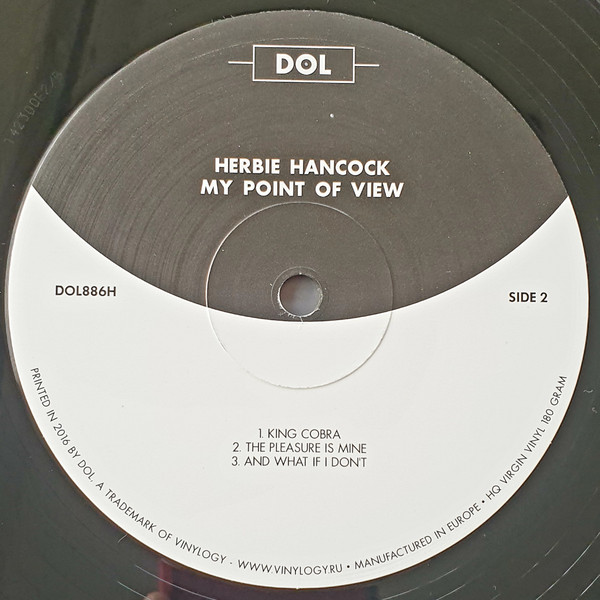 DOL
HERBIE HANCOCK
MY POINT OF VIEW
DOL886H
SIDE 2
1. KING COBRA
2. THE PLEASURE IS MINE
3. AND WHAT IF I DON'T
PRINTED IN 2016 BY DOL. A TRADEMARK OF VINYLOGY - WWW.VINYLOGY.RU • MANUFACTURED IN EUROPE • HQ VIRGIN VINYL 180 GRAM